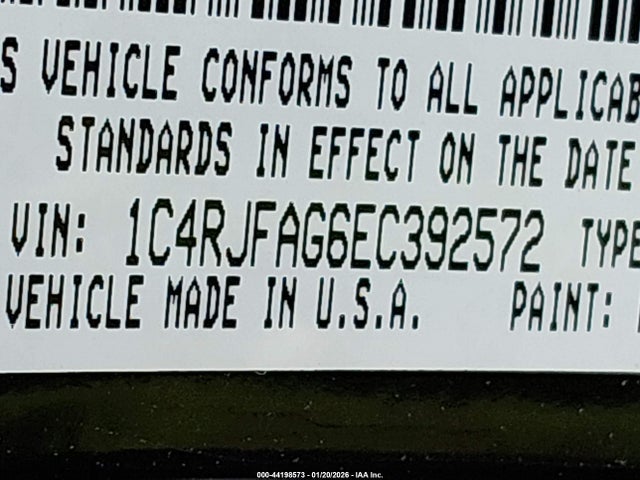 S VEHICLE CONFORMS TO ALL APPLICAB
STANDARDS IN EFFECT ON THE DATE
VIN: 1C4RJFAG6EC392572 TYPE
VEHICLE MADE IN U.S.A. PAINT:
000-44198573 - 01/20/2026 - IAA Inc.